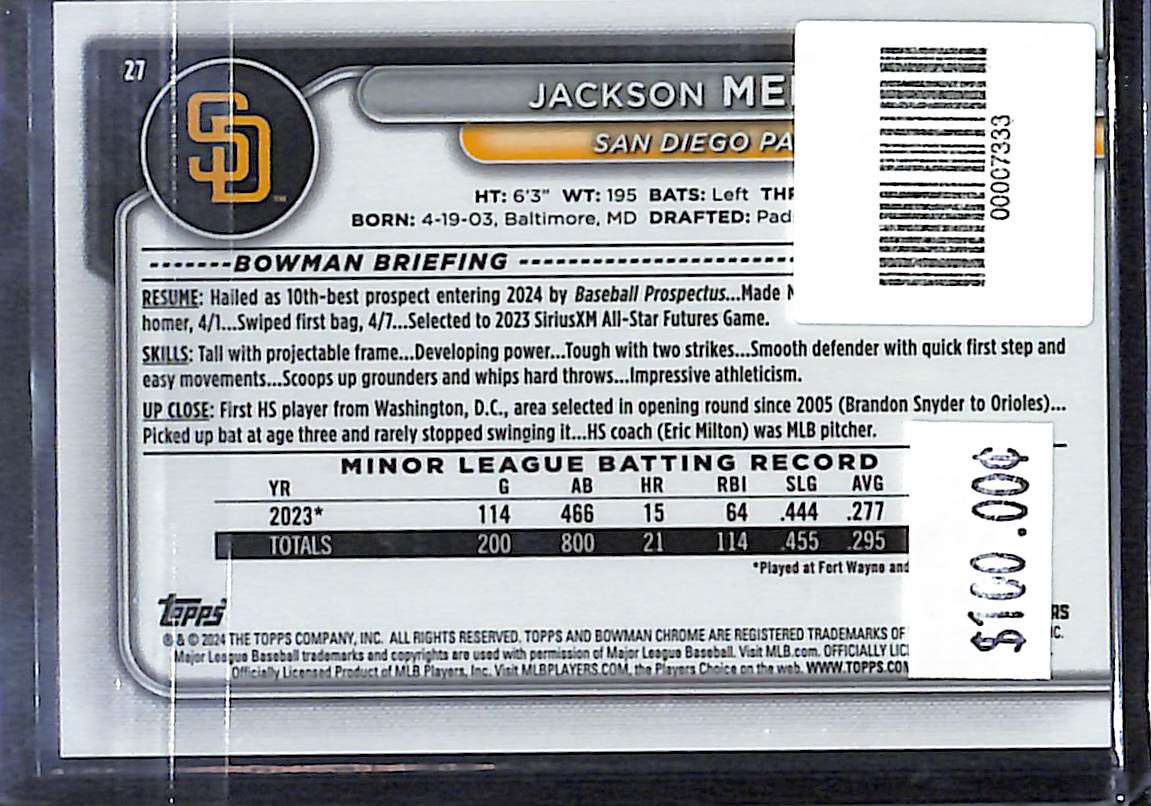 27
SD
JACKSON ME
SAN DIEGO PA
HT: 6'3" WT: 195 BATS: Left THR
BORN: 4-19-03, Baltimore, MD DRAFTED: Pad
-------BOWMAN BRIEFING -------------------------
RESUME: Hailed as 10th-best prospect entering 2024 by Baseball Prospectus...Made
homer, 4/1...Swiped first bag, 4/7...Selected to 2023 SiriusXM All-Star Futures Game.
SKILLS: Tall with projectable frame...Developing power...Tough with two strikes...Smooth defender with quick first step and
easy movements...Scoops up grounders and whips hard throws...Impressive athleticism.
UP CLOSE: First HS player from Washington, D.C., area selected in opening round since 2005 (Brandon Snyder to Orioles)...
Picked up bat at age three and rarely stopped swinging it...HS coach (Eric Milton) was MLB pitcher.
MINOR LEAGUE BATTING RECORD
YR G AB HR RBI SLG AVG
2023* 114 466 15 64 .444 .277
TOTALS 200 800 21 114 .455 .295
*Played at Fort Wayne and
Topps
RS
® & © 2024 THE TOPPS COMPANY, INC. ALL RIGHTS RESERVED. TOPPS AND BOWMAN CHROME ARE REGISTERED TRADEMARKS OF C.
Major League Baseball trademarks and copyrights are used with permission of Major League Baseball. Visit MLB.com. OFFICIALLY LIC
Officially Licensed Product of MLB Players, Inc. Visit MLBPLAYERS.COM, the Players Choice on the web. WWW.TOPPS.COM
00007333
$100.00¢